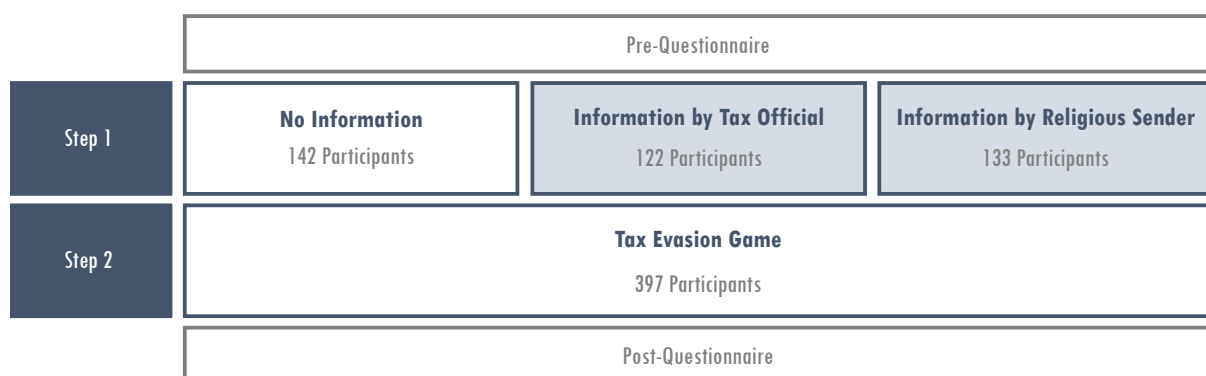 Pre-Questionnaire
Step 1
No Information
142 Participants
Information by Tax Official
122 Participants
Information by Religious Sender
133 Participants
Step 2
Tax Evasion Game
397 Participants
Post-Questionnaire